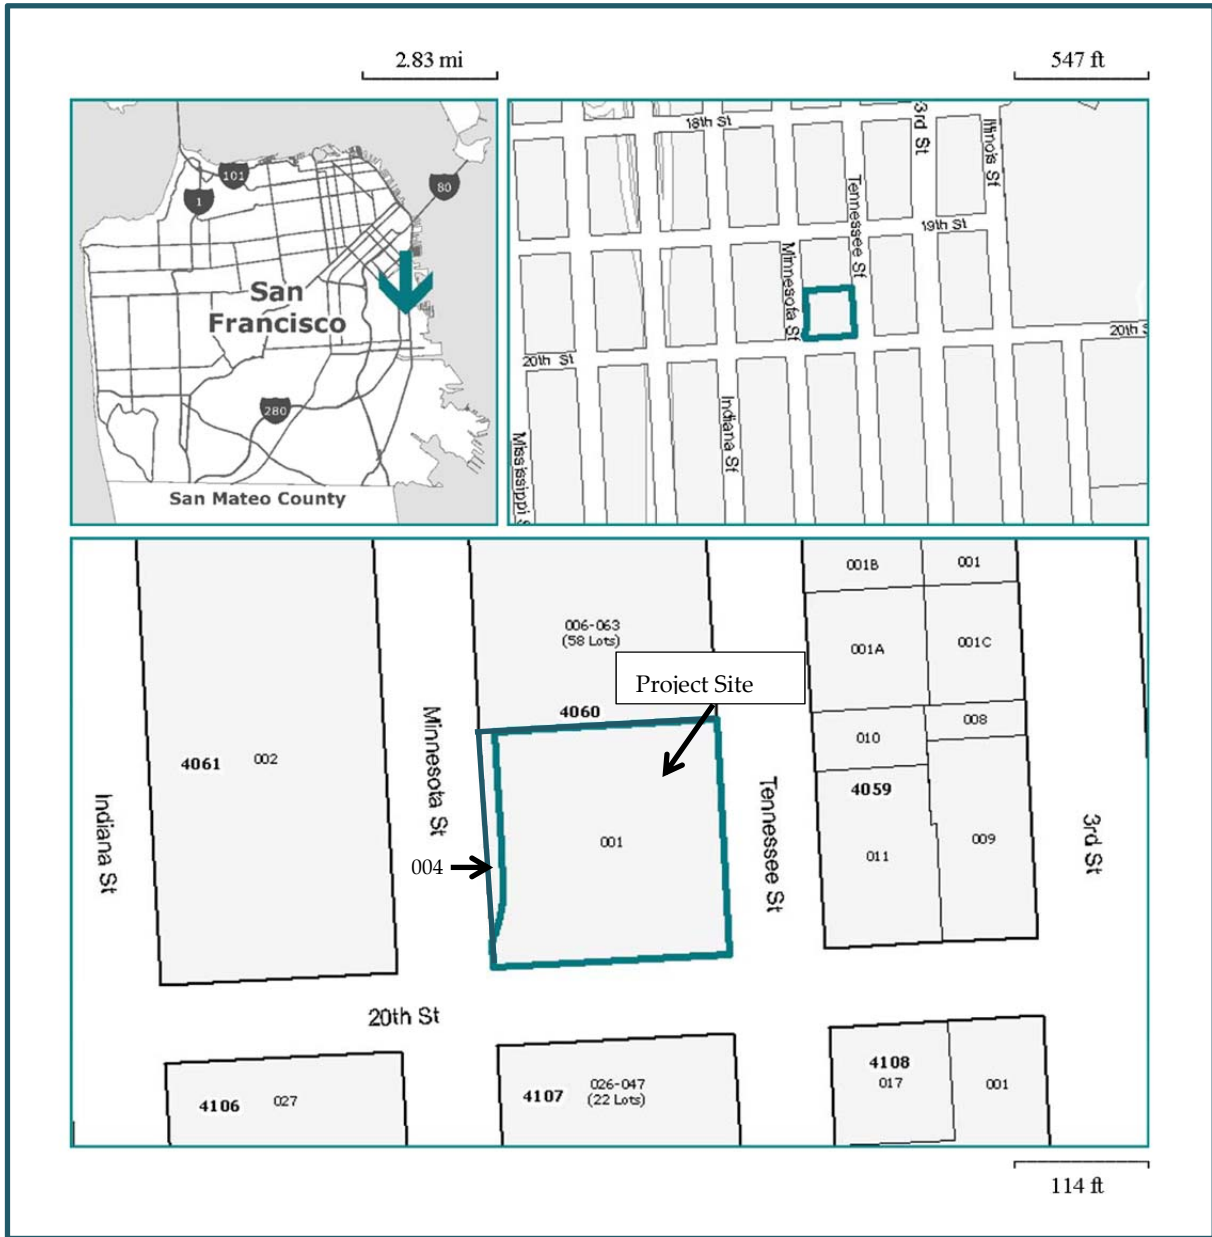 2.83 mi
547 ft
101
1
80
San
Francisco
280
San Mateo County
18th St
3rd St
Illinois St
Tennessee St
19th St
Minnesota St
20th St
20th S
Indiana St
Mississippi S
001B
001
006-063
(58 Lots)
001A
001C
Project Site
4060
008
010
4061
002
Minnesota St
Tennessee St
4059
Indiana St
001
009
3rd St
004
011
20th St
4108
017
001
026-047
(22 Lots)
4107
4106
027
114 ft